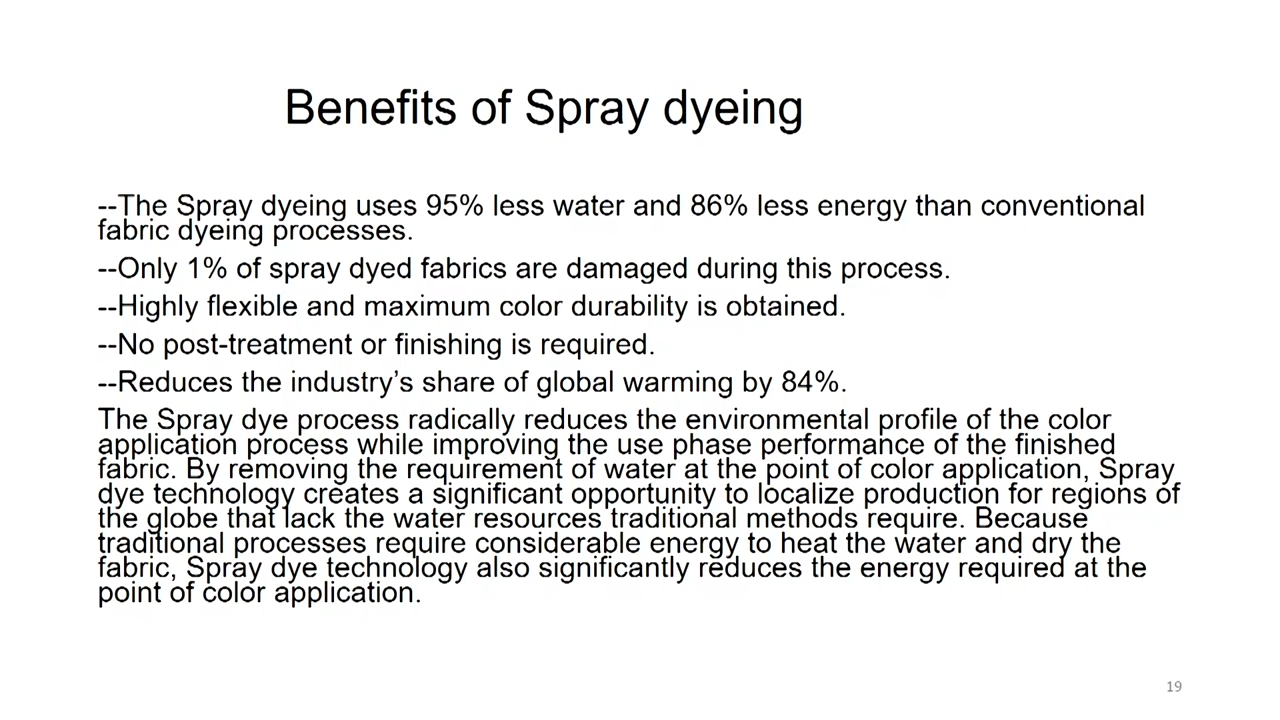 Benefits of Spray dyeing
--The Spray dyeing uses 95% less water and 86% less energy than conventional
fabric dyeing processes.
--Only 1% of spray dyed fabrics are damaged during this process.
--Highly flexible and maximum color durability is obtained.
--No post-treatment or finishing is required.
--Reduces the industry’s share of global warming by 84%.
The Spray dye process radically reduces the environmental profile of the color
application process while improving the use phase performance of the finished
fabric. By removing the requirement of water at the point of color application, Spray
dye technology creates a significant opportunity to localize production for regions of
the globe that lack the water resources traditional methods require. Because
traditional processes require considerable energy to heat the water and dry the
fabric, Spray dye technology also significantly reduces the energy required at the
point of color application.
19